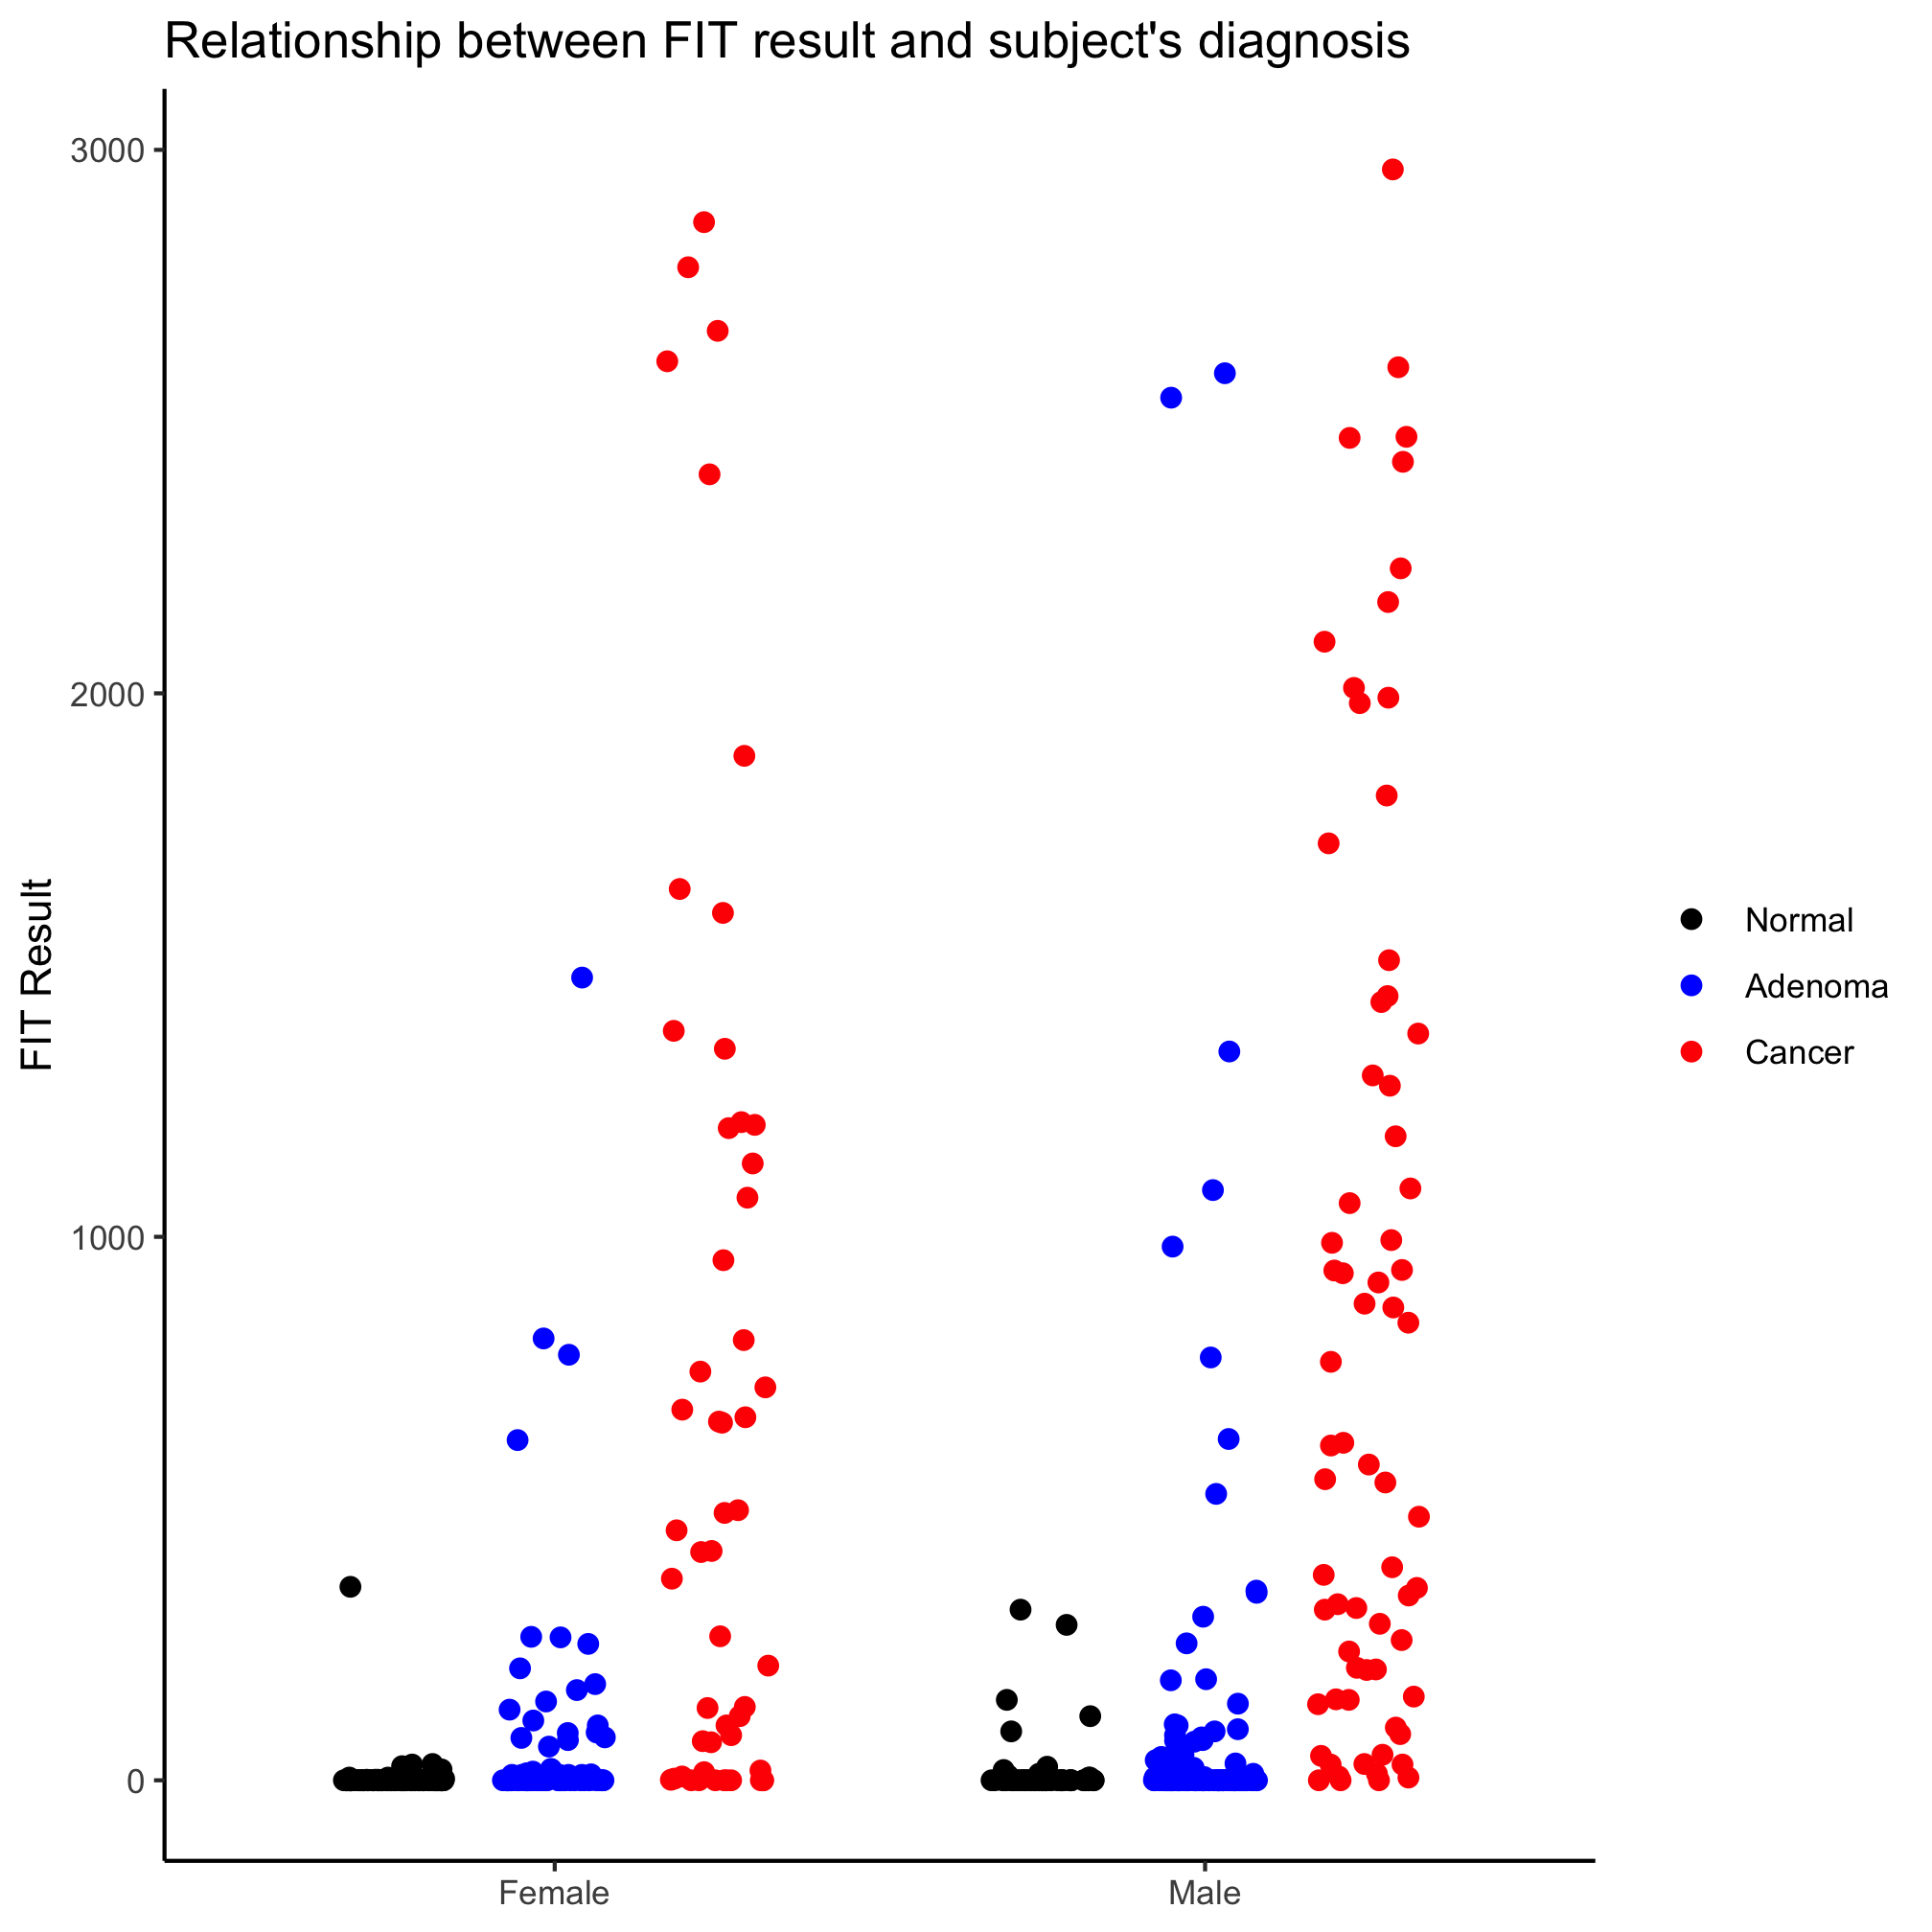 Relationship between FIT result and subject's diagnosis
3000
2000
1000
0
FIT Result
Female
Male
Normal
Adenoma
Cancer